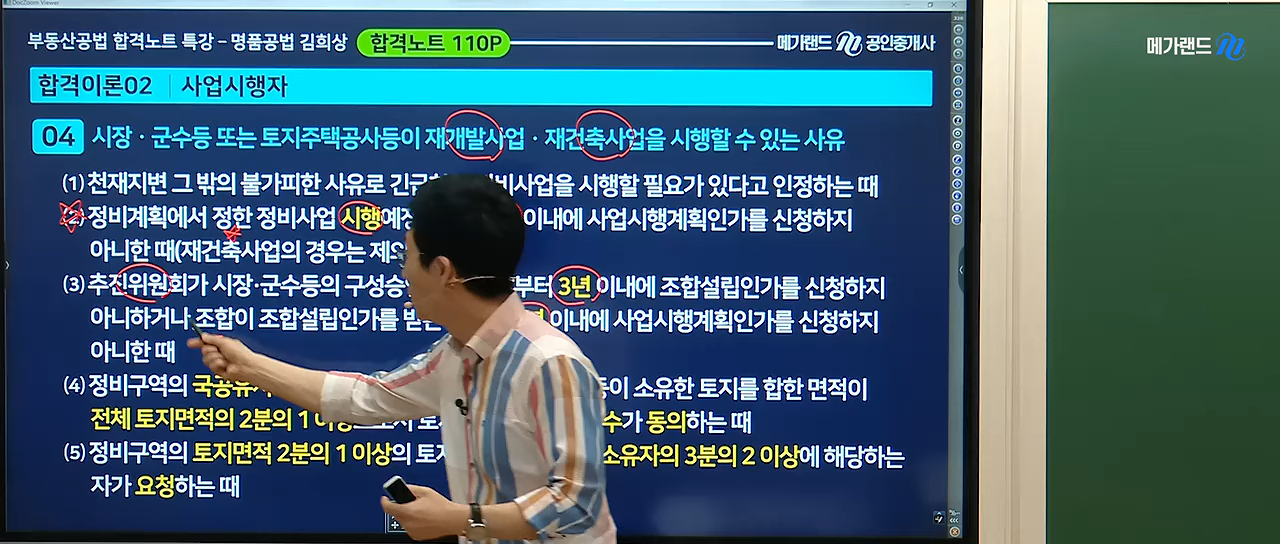 DocZoom Viewer
부동산공법 합격노트 특강 – 명품공법 김희상 합격노트 110P 메가랜드 공인중개사
메가랜드
합격이론02 사업시행자
04 시장·군수등 또는 토지주택공사등이 재개발사업·재건축사업을 시행할 수 있는 사유
(1) 천재지변 그 밖의 불가피한 사유로 긴급 사업을 시행할 필요가 있다고 인정하는 때
(2) 정비계획에서 정한 정비사업 시행예정 이내에 사업시행계획인가를 신청하지
아니한 때(재건축사업의 경우는 제외
(3) 추진위원회가 시장·군수등의 구성승 부터 3년 이내에 조합설립인가를 신청하지
아니하거나 조합이 조합설립인가를 받은 이내에 사업시행계획인가를 신청하지
아니한 때
(4) 정비구역의 국공유지 등이 소유한 토지를 합한 면적이
전체 토지면적의 2분의 1 이상으로서 수가 동의하는 때
(5) 정비구역의 토지면적 2분의 1 이상의 토지 소유자의 3분의 2 이상에 해당하는
자가 요청하는 때